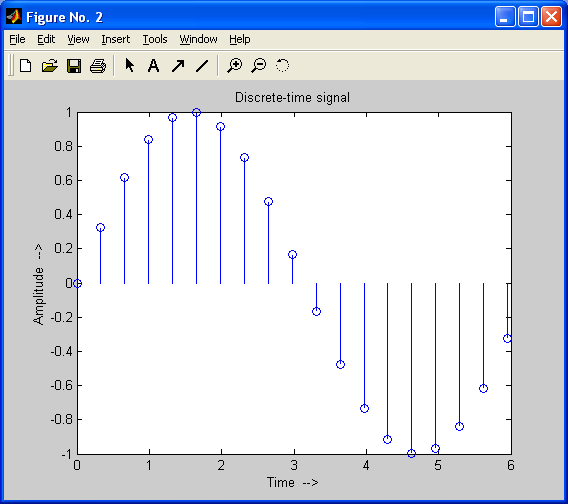 Figure No. 2
File Edit View Insert Tools Window Help
A
Discrete-time signal
1
0.8
0.6
0.4
0.2
0
-0.2
-0.4
-0.6
-0.8
-1
Amplitude -->
0 1 2 3 4 5 6
Time -->